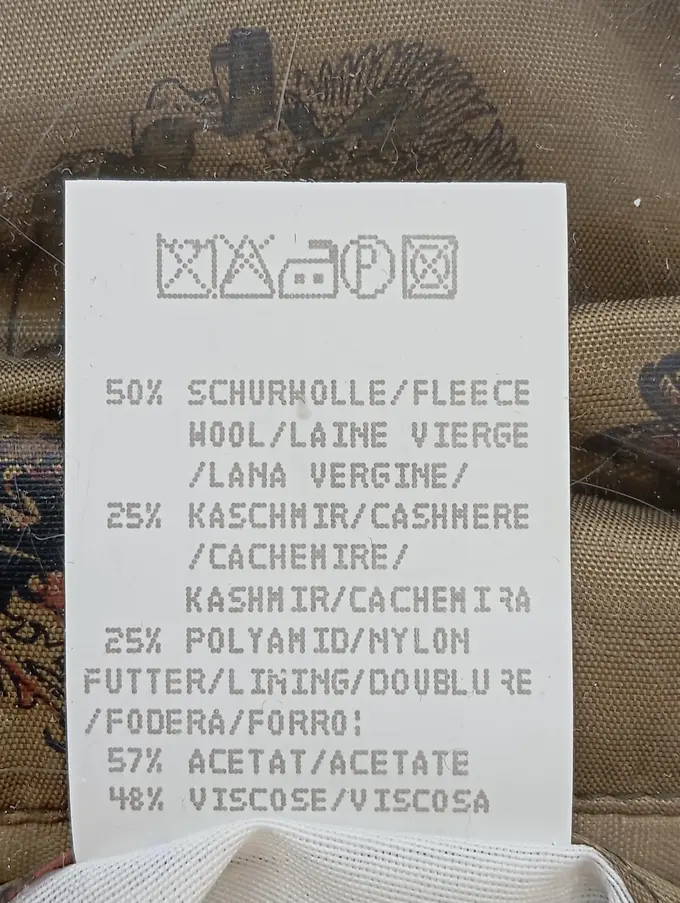 P
50% SCHURWOLLE/FLEECE
WOOL/LAINE VIERGE
/LANA VERGINE/
25% KASCHMIR/CASHMERE
/CACHEMIRE/
KASHMIR/CACHEMIRA
25% POLYAMID/NYLON
FUTTER/LINING/DOUBLURE
/FODERA/FORRO:
57% ACETAT/ACETATE
48% VISCOSE/VISCOSA